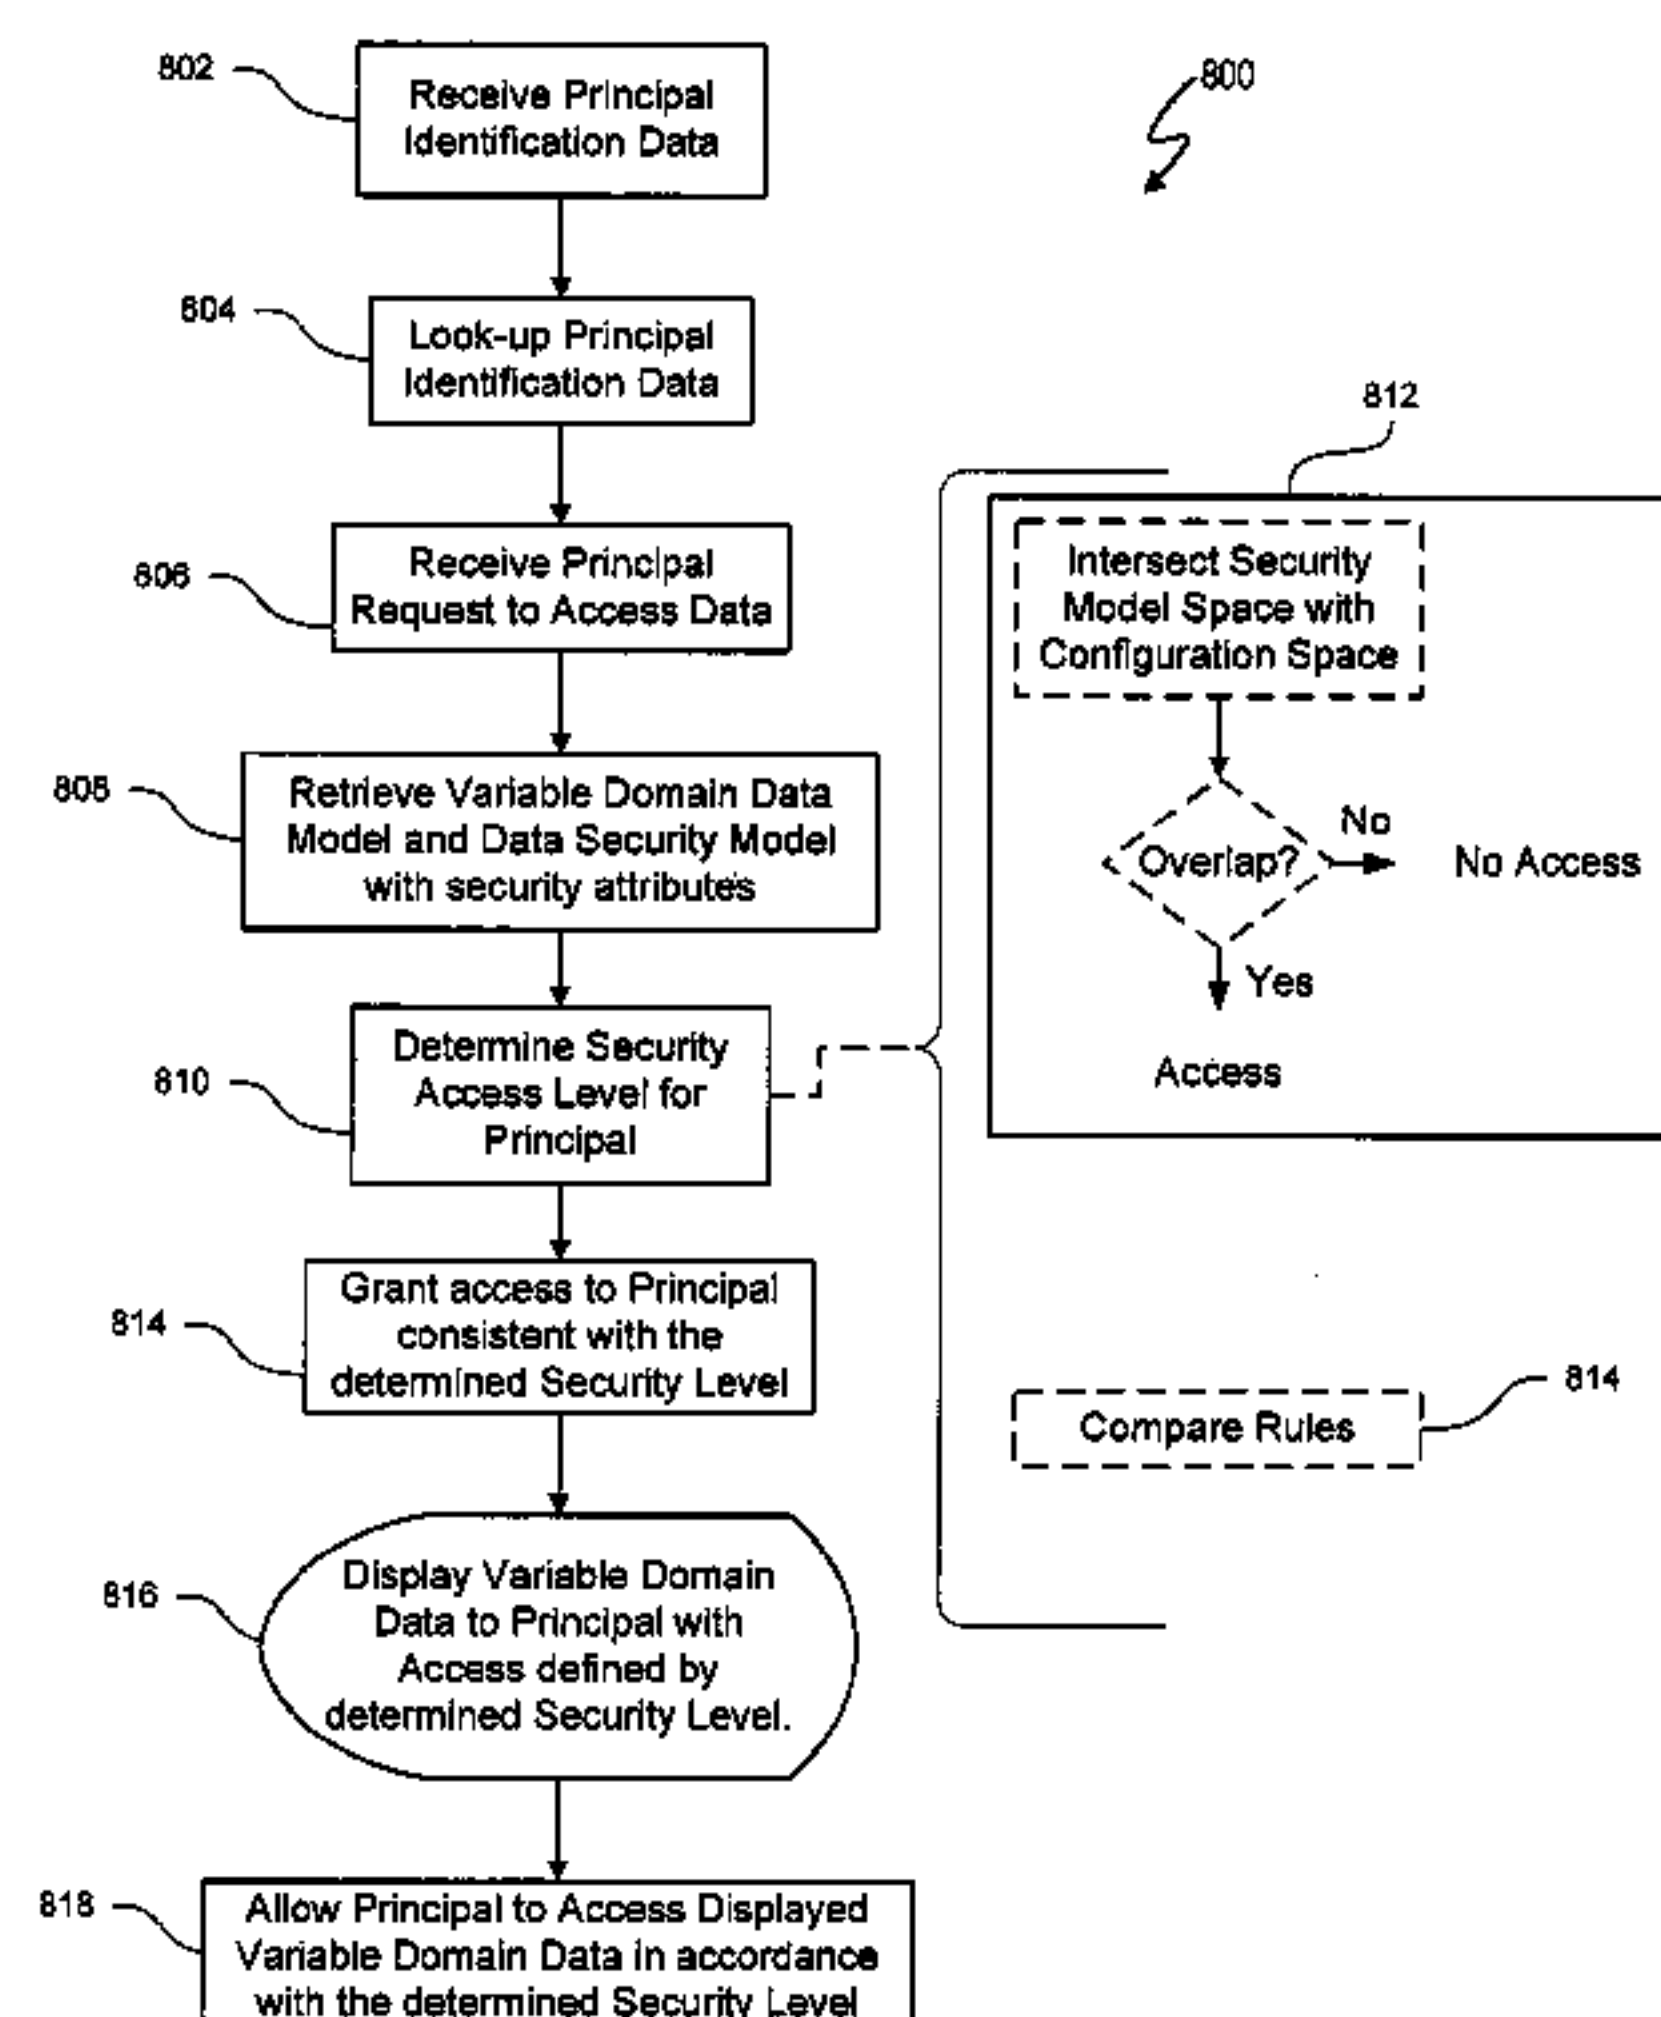 802
Receive Principal
Identification Data
800
804
Look-up Principal
Identification Data
806
Receive Principal
Request to Access Data
808
Retrieve Variable Domain Data
Model and Data Security Model
with security attributes
810
Determine Security
Access Level for
Principal
812
Intersect Security
Model Space with
Configuration Space
Overlap?
No
No Access
Yes
Access
814
Grant access to Principal
consistent with the
determined Security Level
Compare Rules
814
816
Display Variable Domain
Data to Principal with
Access defined by
determined Security Level.
818
Allow Principal to Access Displayed
Variable Domain Data in accordance
with the determined Security Level